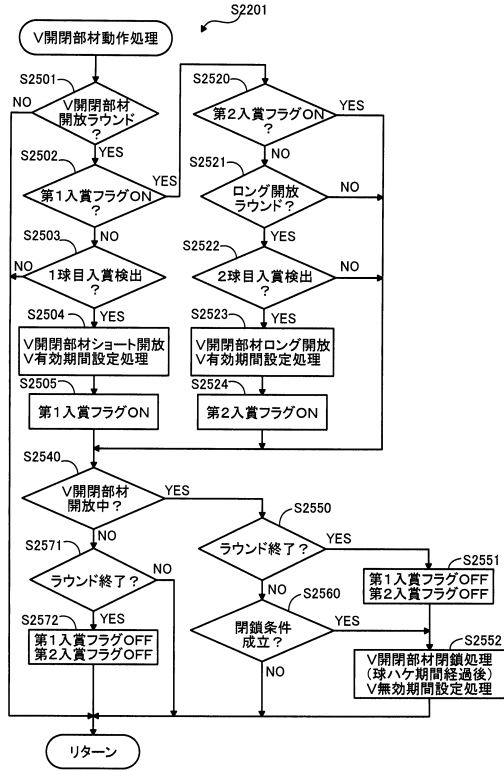 S2201
V開閉部材動作処理
S2501
NO
V開閉部材
開放ラウンド
?
YES
S2502
第1入賞フラグON
?
YES
NO
S2503
NO
1球目入賞検出
?
YES
S2504
V開閉部材ショート開放
V有効期間設定処理
S2505
第1入賞フラグON
S2520
第2入賞フラグON
?
YES
NO
S2521
ロング開放
ラウンド?
NO
YES
S2522
2球目入賞検出
?
NO
YES
S2523
V開閉部材ロング開放
V有効期間設定処理
S2524
第2入賞フラグON
S2540
V開閉部材
開放中?
YES
NO
S2571
ラウンド終了?
NO
YES
S2572
第1入賞フラグOFF
第2入賞フラグOFF
S2550
ラウンド終了?
YES
NO
S2551
第1入賞フラグOFF
第2入賞フラグOFF
S2560
閉鎖条件
成立?
YES
NO
S2552
V開閉部材閉鎖処理
(球ハケ期間経過後)
V無効期間設定処理
リターン